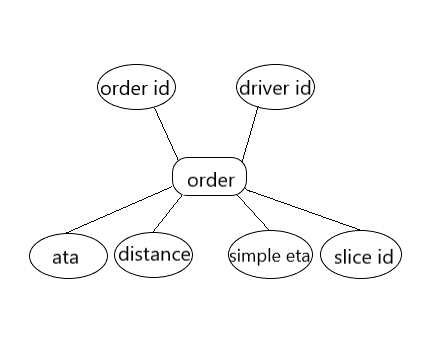 order id
driver id
order
ata
distance
simple eta
slice id